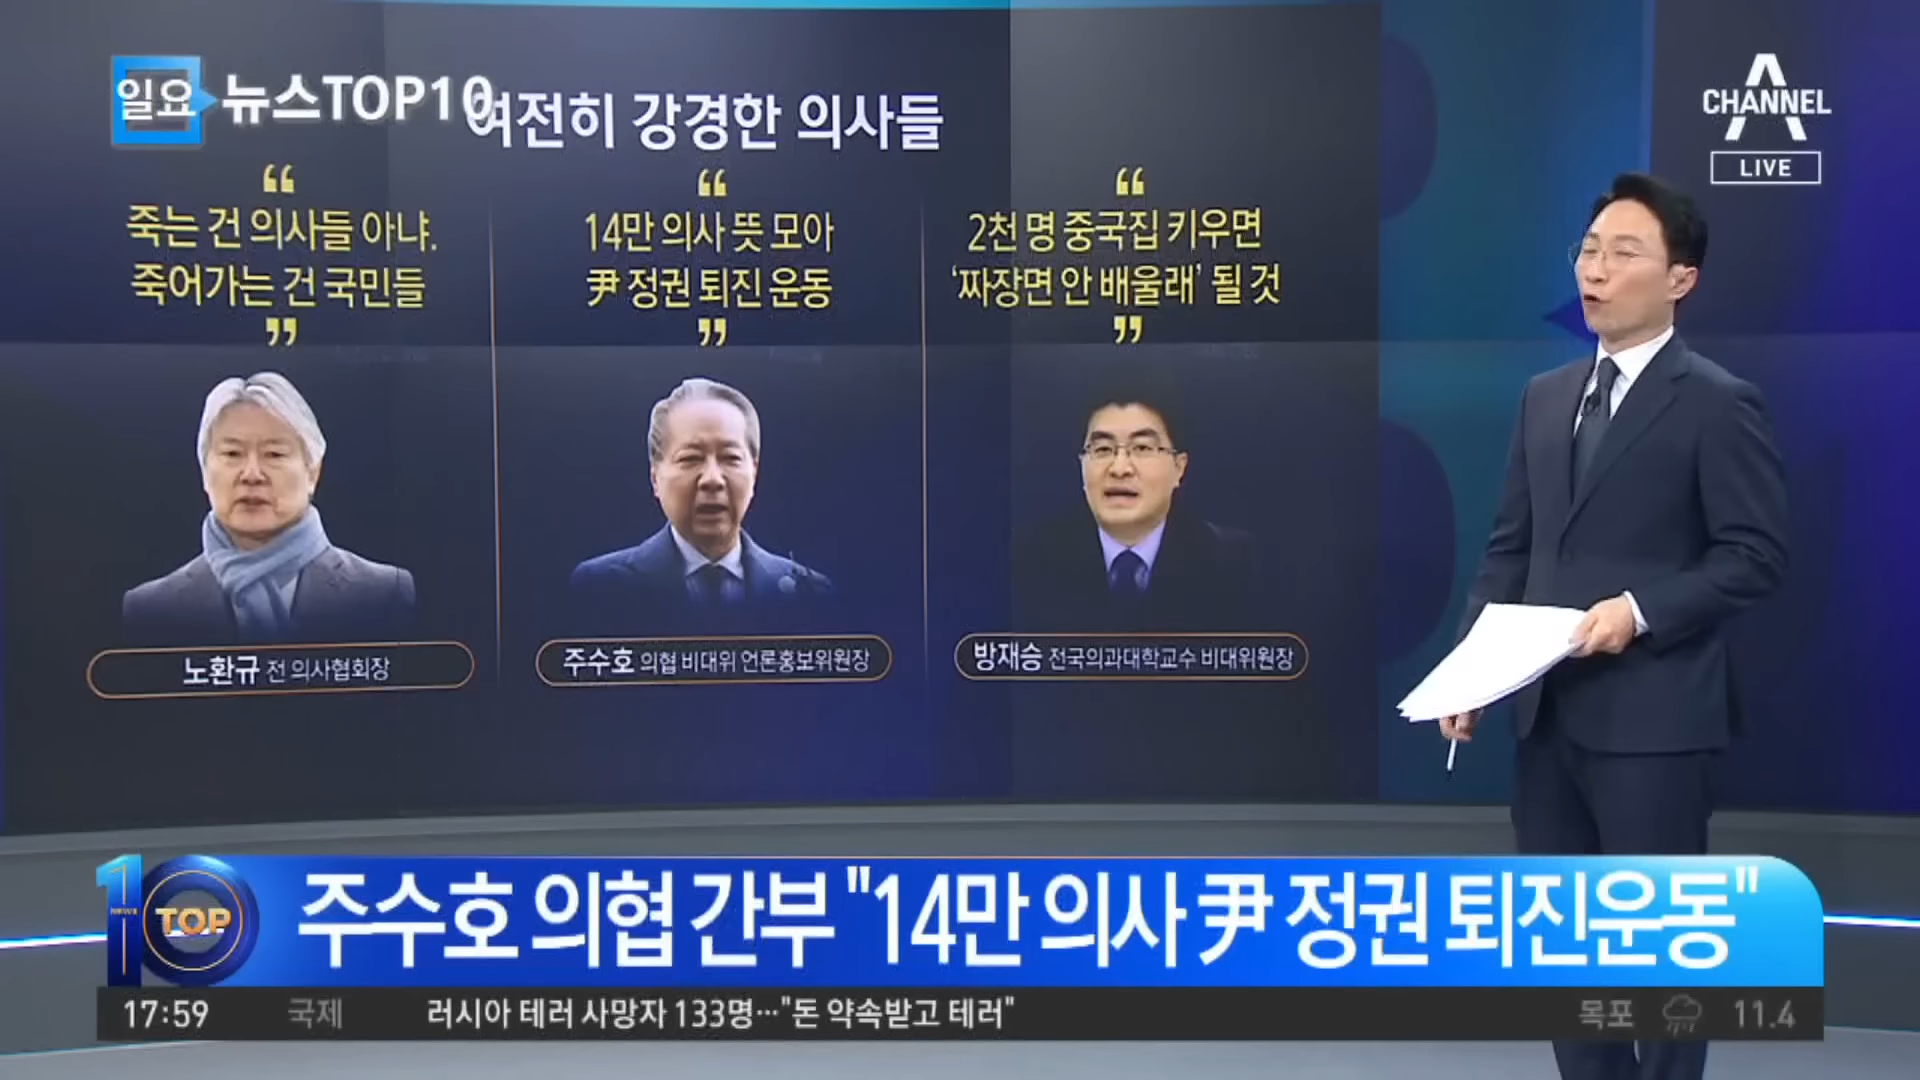 일요 뉴스TOP10
여전히 강경한 의사들
CHANNEL A
LIVE
“
죽는 건 의사들 아냐.
죽어가는 건 국민들
”
노환규 전 의사협회장
“
14만 의사 뜻 모아
尹 정권 퇴진 운동
”
주수호 의협 비대위 언론홍보위원장
“
2천 명 중국집 키우면
‘짜장면 안 배울래’ 될 것
”
방재승 전국의과대학교수 비대위원장
10 NEWS TOP
주수호 의협 간부 "14만 의사 尹 정권 퇴진운동"
17:59 국제 러시아 테러 사망자 133명…"돈 약속받고 테러" 목포 11.4